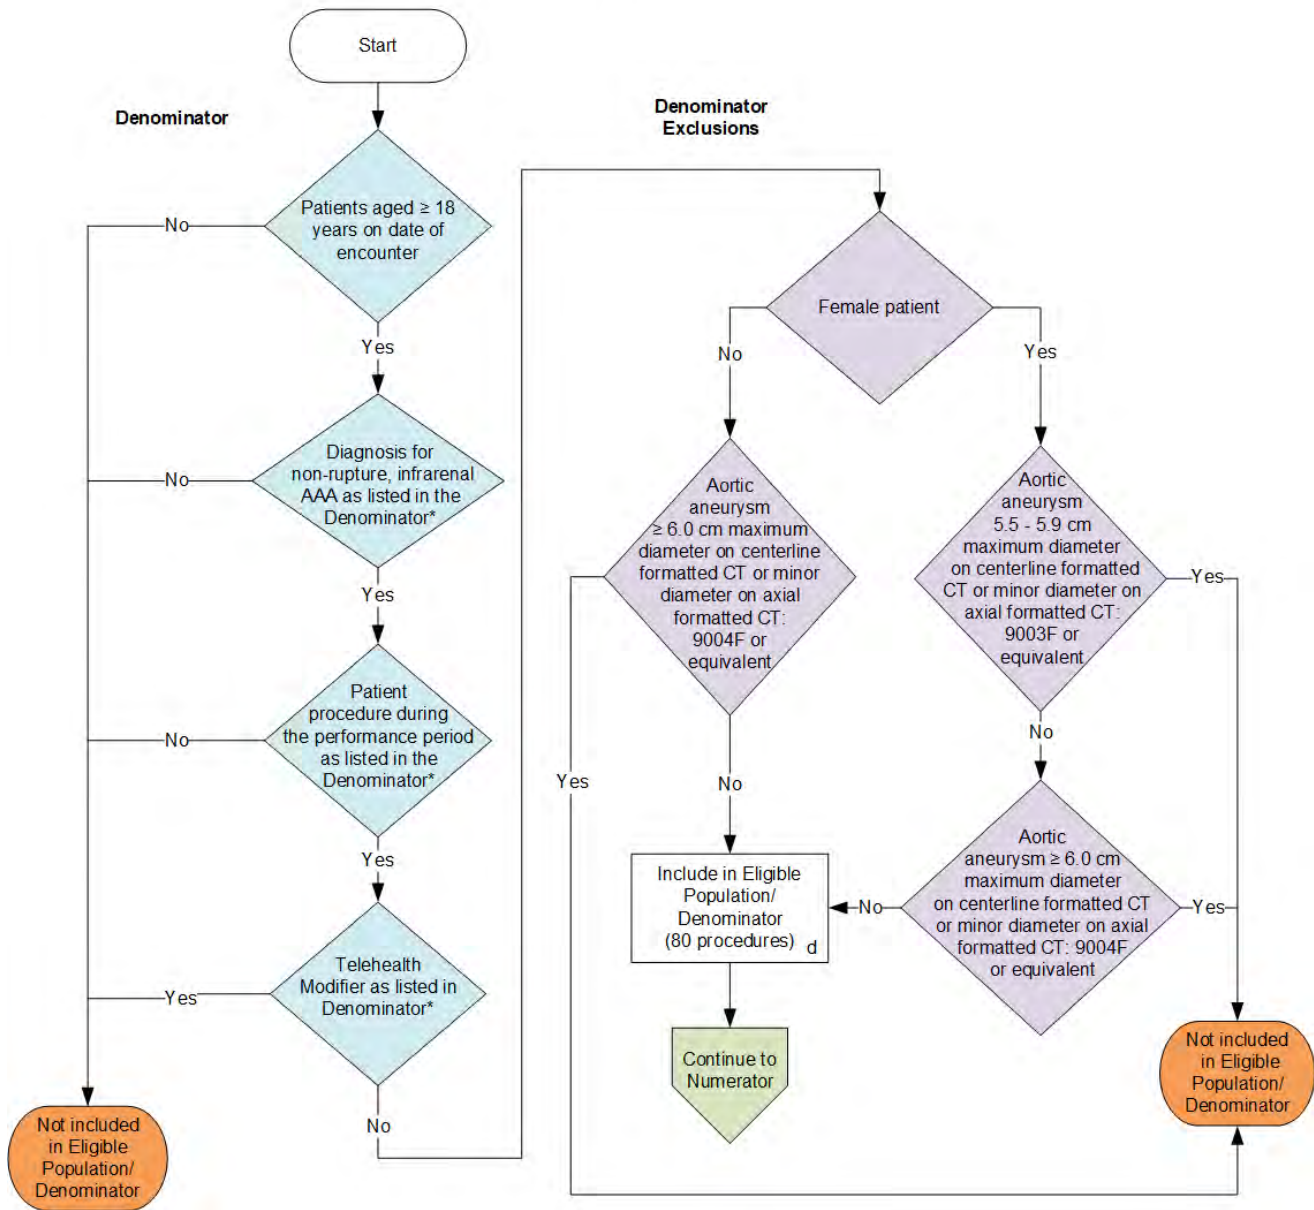 Start
Denominator
Patients aged ≥ 18
years on date of
encounter
No
Yes
Diagnosis for
non-rupture, infrarenal
AAA as listed in the
Denominator*
No
Yes
Patient
procedure during
the performance period
as listed in the
Denominator*
No
Yes
Telehealth
Modifier as listed in
Denominator*
Yes
No
Not included
in Eligible
Population/
Denominator
Denominator
Exclusions
Female patient
No
Yes
Aortic
aneurysm
≥ 6.0 cm maximum
diameter on centerline
formatted CT or minor
diameter on axial
formatted CT:
9004F or
equivalent
Yes
No
Aortic
aneurysm
5.5 - 5.9 cm
maximum diameter
on centerline formatted
CT or minor diameter on
axial formatted CT:
9003F or
equivalent
Yes
No
Aortic
aneurysm ≥ 6.0 cm
maximum diameter
on centerline formatted CT
or minor diameter on axial
formatted CT: 9004F
or equivalent
No
Yes
Include in Eligible
Population/
Denominator
(80 procedures) d
Continue to
Numerator
Not included
in Eligible
Population/
Denominator